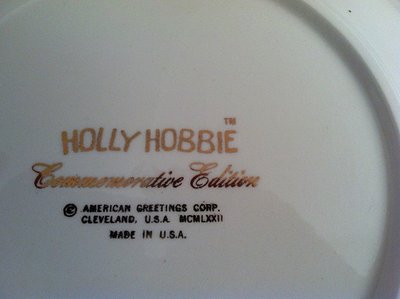 HOLLY HOBBIE™
Commemorative Edition
© AMERICAN GREETINGS CORP.
CLEVELAND, U.S.A. MCMLXXII
MADE IN U.S.A.